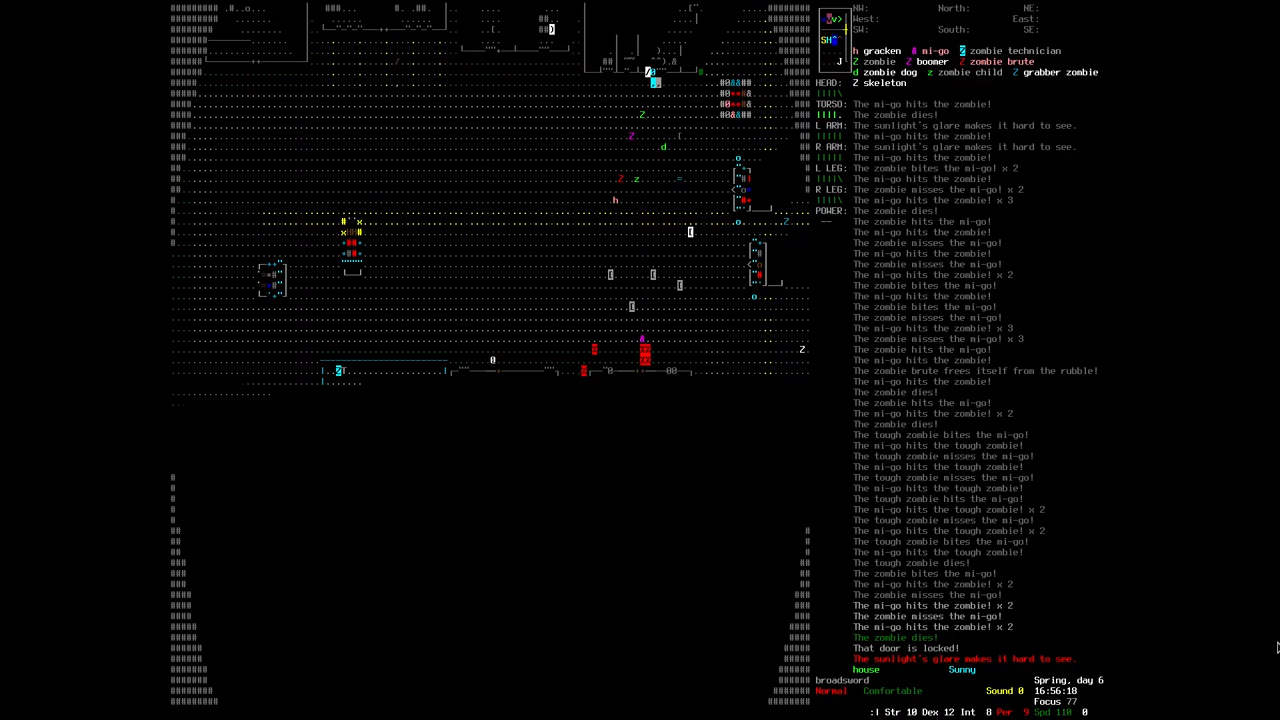 NW: North: NE:
West: East:
SW: South: SE:
h gracken & mi-go Z zombie technician
Z zombie Z boomer Z zombie brute
d zombie dog z zombie child Z grabber zombie
HEAD: Z skeleton
TORSO: The mi-go hits the zombie!
The zombie dies!
L ARM: The sunlight's glare makes it hard to see.
The mi-go hits the zombie!
R ARM: The sunlight's glare makes it hard to see.
The mi-go hits the zombie!
L LEG: The zombie bites the mi-go! x 2
The mi-go hits the zombie!
R LEG: The zombie misses the mi-go! x 2
The mi-go hits the zombie! x 3
POWER: The zombie dies!
-- The zombie hits the mi-go!
The mi-go hits the zombie!
The zombie misses the mi-go!
The mi-go hits the zombie!
The zombie misses the mi-go!
The mi-go hits the zombie! x 2
The zombie bites the mi-go!
The mi-go hits the zombie!
The zombie bites the mi-go!
The zombie misses the mi-go!
The mi-go hits the zombie! x 3
The zombie misses the mi-go! x 3
The zombie hits the mi-go!
The mi-go hits the zombie!
The zombie brute frees itself from the rubble!
The mi-go hits the zombie!
The zombie dies!
The zombie hits the mi-go!
The mi-go hits the zombie! x 2
The zombie dies!
The tough zombie bites the mi-go!
The mi-go hits the tough zombie!
The tough zombie misses the mi-go!
The mi-go hits the tough zombie!
The tough zombie misses the mi-go!
The mi-go hits the tough zombie!
The tough zombie hits the mi-go!
The mi-go hits the tough zombie! x 2
The tough zombie misses the mi-go!
The mi-go hits the tough zombie! x 2
The tough zombie bites the mi-go!
The mi-go hits the tough zombie!
The tough zombie dies!
The zombie bites the mi-go!
The mi-go hits the zombie! x 2
The zombie misses the mi-go!
The mi-go hits the zombie! x 2
The zombie misses the mi-go!
The mi-go hits the zombie! x 2
The zombie dies!
That door is locked!
The sunlight's glare makes it hard to see.
house Sunny
broadsword Spring, day 6
Normal Comfortable Sound 0 16:56:18
Focus 77
:| Str 10 Dex 12 Int 8 Per 9 Spd 110 0